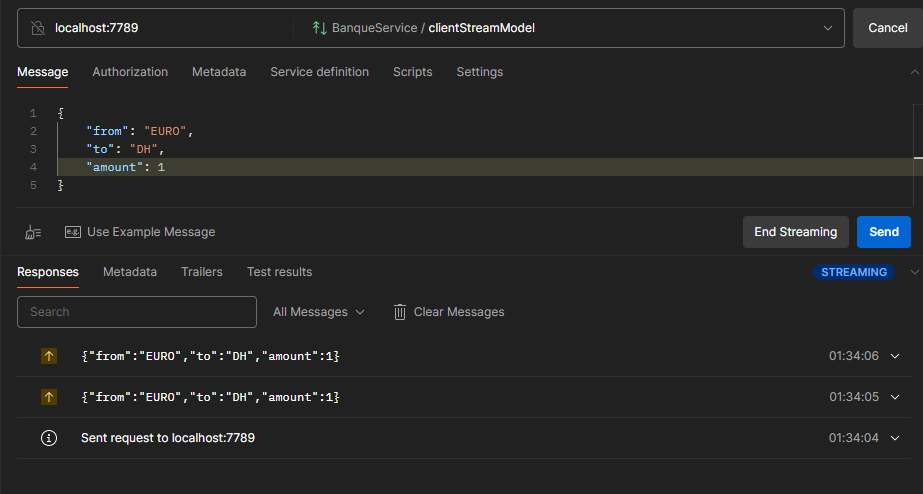 localhost:7789 BanqueService / clientStreamModel Cancel
Message Authorization Metadata Service definition Scripts Settings
1 {
2 "from": "EURO",
3 "to": "DH",
4 "amount": 1
5 }
e.g. Use Example Message End Streaming Send
Responses Metadata Trailers Test results STREAMING
Search All Messages Clear Messages
{"from":"EURO","to":"DH","amount":1} 01:34:06
{"from":"EURO","to":"DH","amount":1} 01:34:05
Sent request to localhost:7789 01:34:04